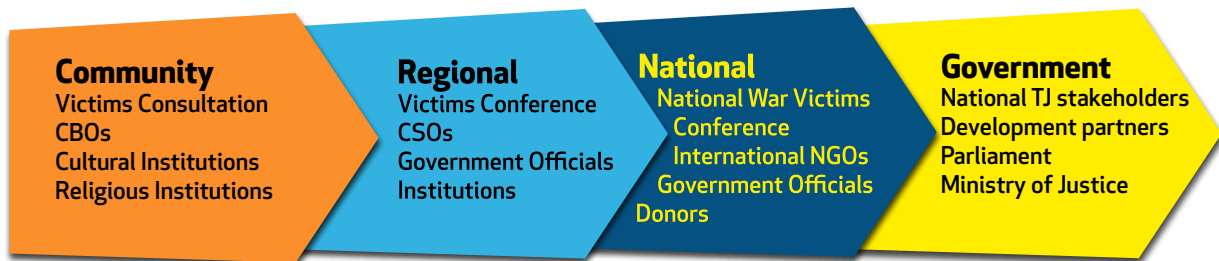 Community
Victims Consultation
CBOs
Cultural Institutions
Religious Institutions
Regional
Victims Conference
CSOs
Government Officials
Institutions
National
National War Victims
Conference
International NGOs
Government Officials
Donors
Government
National TJ stakeholders
Development partners
Parliament
Ministry of Justice